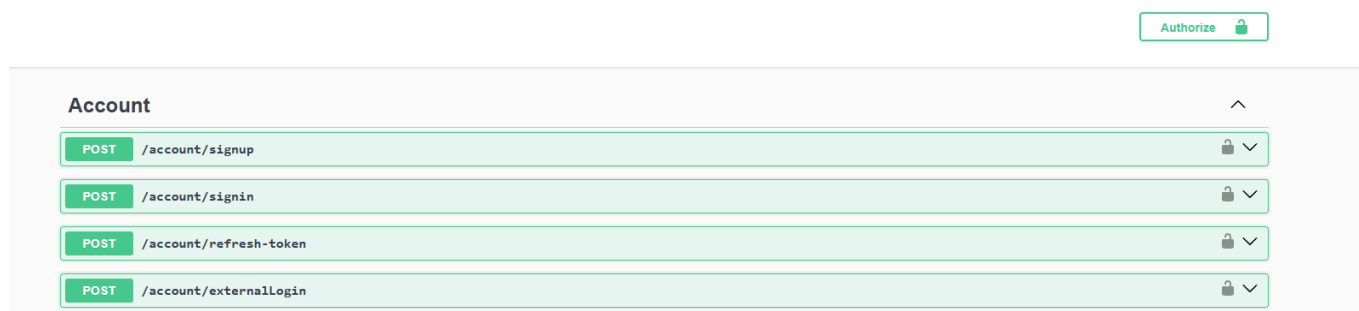 Authorize
Account
POST /account/signup
POST /account/signin
POST /account/refresh-token
POST /account/externalLogin